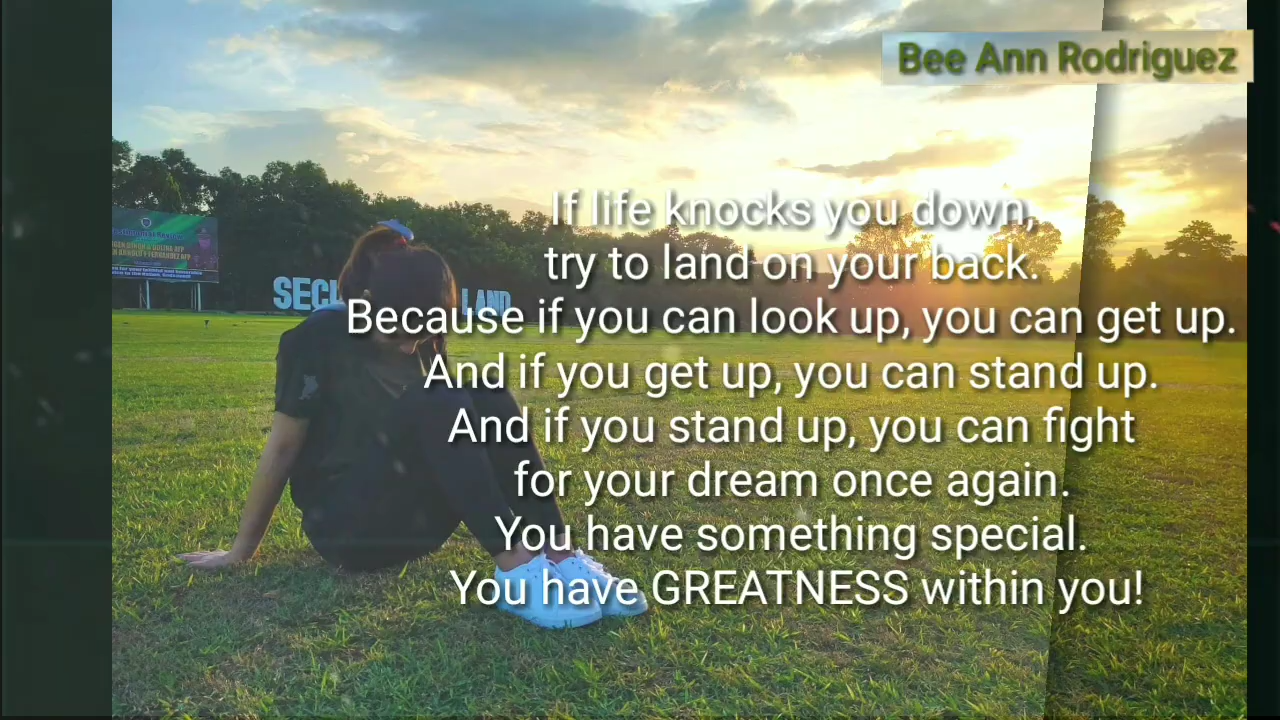 Bee Ann Rodriguez
If life knocks you down,
try to land on your back.
Because if you can look up, you can get up.
And if you get up, you can stand up.
And if you stand up, you can fight
for your dream once again.
You have something special.
You have GREATNESS within you!
LAND